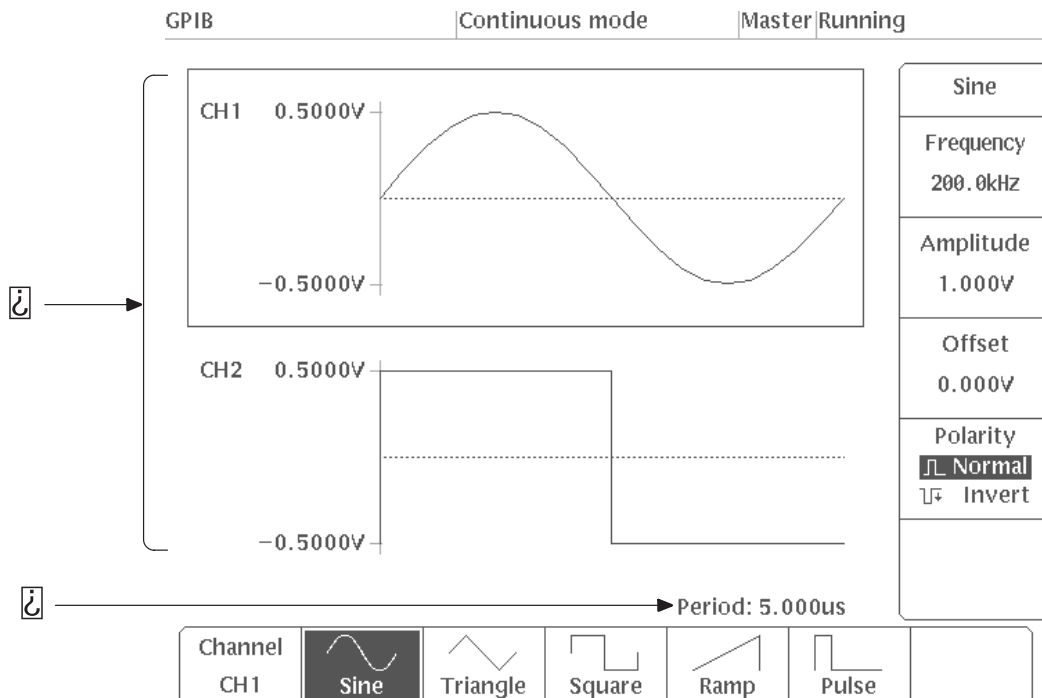 GPIB Continuous mode Master Running
CH1 0.5000V
-0.5000V
CH2 0.5000V
-0.5000V
Period: 5.000us
Sine
Frequency
200.0kHz
Amplitude
1.000V
Offset
0.000V
Polarity
Normal
Invert
Channel
CH1
Sine
Triangle
Square
Ramp
Pulse
¿
¿